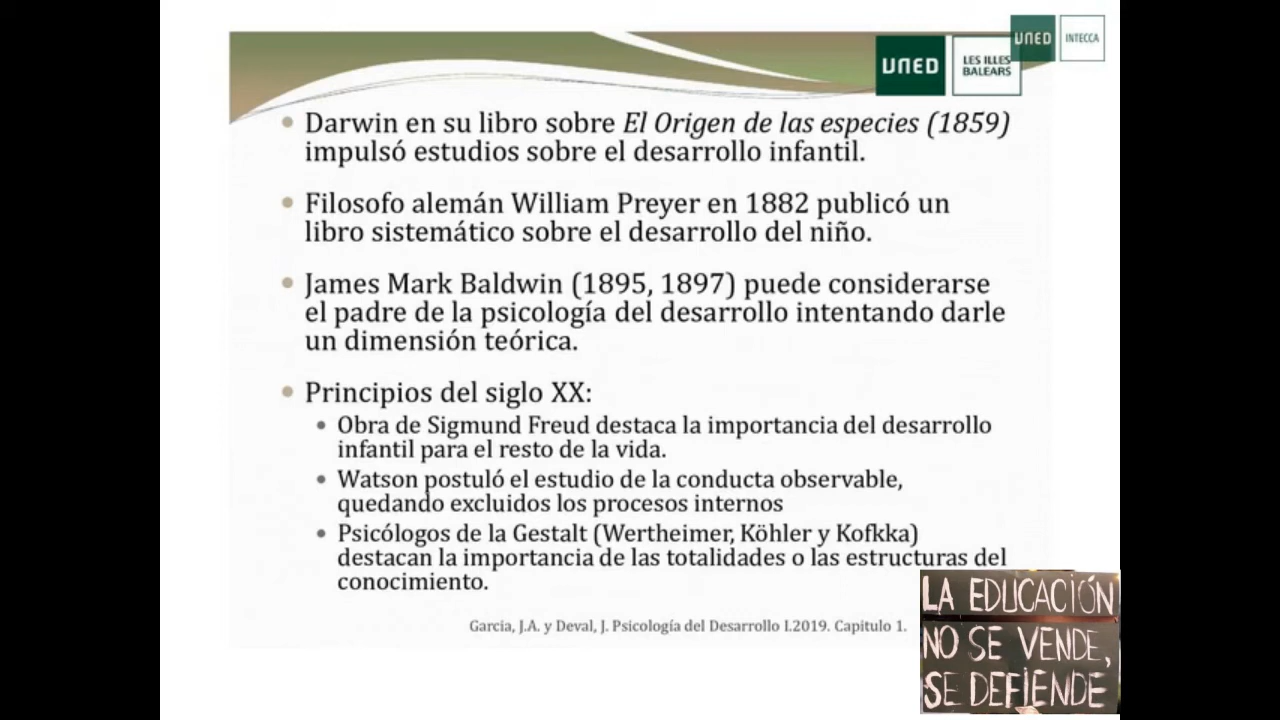 UNED
INTECCA
UNED
LES ILLES
BALEARS
• Darwin en su libro sobre El Origen de las especies (1859)
impulsó estudios sobre el desarrollo infantil.
• Filosofo alemán William Preyer en 1882 publicó un
libro sistemático sobre el desarrollo del niño.
• James Mark Baldwin (1895, 1897) puede considerarse
el padre de la psicología del desarrollo intentando darle
un dimensión teórica.
• Principios del siglo XX:
• Obra de Sigmund Freud destaca la importancia del desarrollo
infantil para el resto de la vida.
• Watson postuló el estudio de la conducta observable,
quedando excluidos los procesos internos
• Psicólogos de la Gestalt (Wertheimer, Köhler y Kofkka)
destacan la importancia de las totalidades o las estructuras del
conocimiento.
Garcia, J.A. y Deval, J. Psicología del Desarrollo I.2019. Capitulo 1.
LA EDUCACIÓN
NO SE VENDE,
SE DEFIENDE